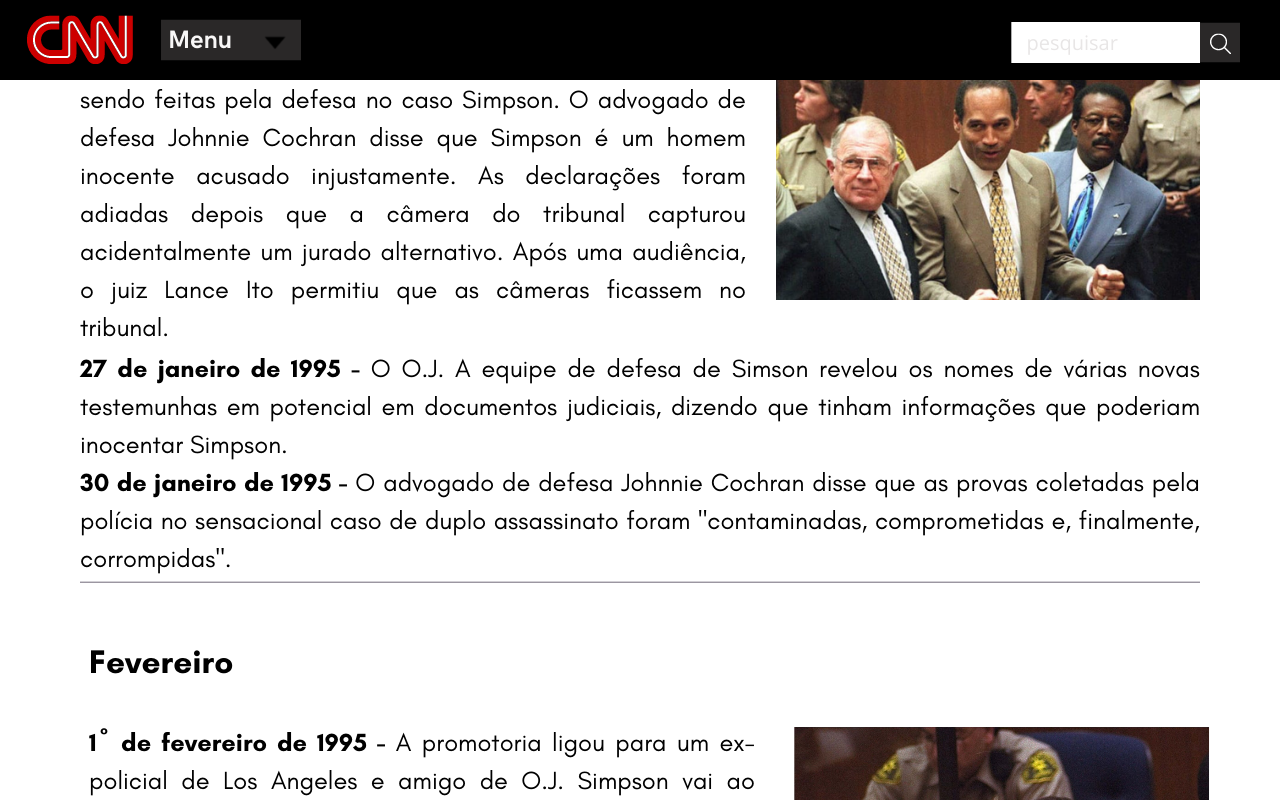 CNN
Menu
pesquisar
sendo feitas pela defesa no caso Simpson. O advogado de
defesa Johnnie Cochran disse que Simpson é um homem
inocente acusado injustamente. As declarações foram
adiadas depois que a câmera do tribunal capturou
acidentalmente um jurado alternativo. Após uma audiência,
o juiz Lance Ito permitiu que as câmeras ficassem no
tribunal.
27 de janeiro de 1995 - O O.J. A equipe de defesa de Simson revelou os nomes de várias novas
testemunhas em potencial em documentos judiciais, dizendo que tinham informações que poderiam
inocentar Simpson.
30 de janeiro de 1995 - O advogado de defesa Johnnie Cochran disse que as provas coletadas pela
polícia no sensacional caso de duplo assassinato foram "contaminadas, comprometidas e, finalmente,
corrompidas".
Fevereiro
1° de fevereiro de 1995 - A promotoria ligou para um ex-
policial de Los Angeles e amigo de O.J. Simpson vai ao